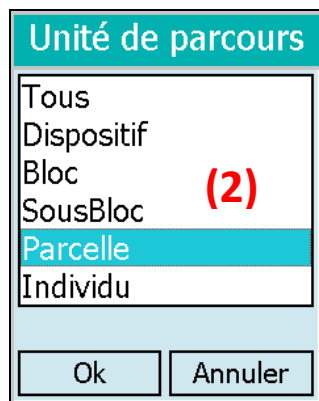 Unité de parcours
Tous
Dispositif
Bloc
(2)
SousBloc
Parcelle
Individu
Ok Annuler